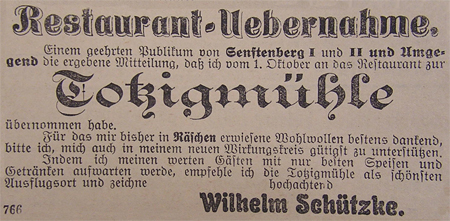 Restaurant-Uebernahme.
Einem geehrten Publikum von Senftenberg I und II und Umge-
gend die ergebene Mitteilung, daß ich vom 1. Oktober an das Restaurant zur
Totzigmühle
übernommen habe.
Für das mir bisher in Räschen erwiesene Wohlwollen bestens dankend,
bitte ich, mich auch in meinem neuen Wirkungskreis gütigst zu unterstützen.
Indem ich meinen werten Gästen mit nur besten Speisen und
Getränken aufwarten werde, empfehle ich die Totzigmühle als schönsten
Ausflugsort und zeichne hochachtend
766 Wilhelm Schützke.